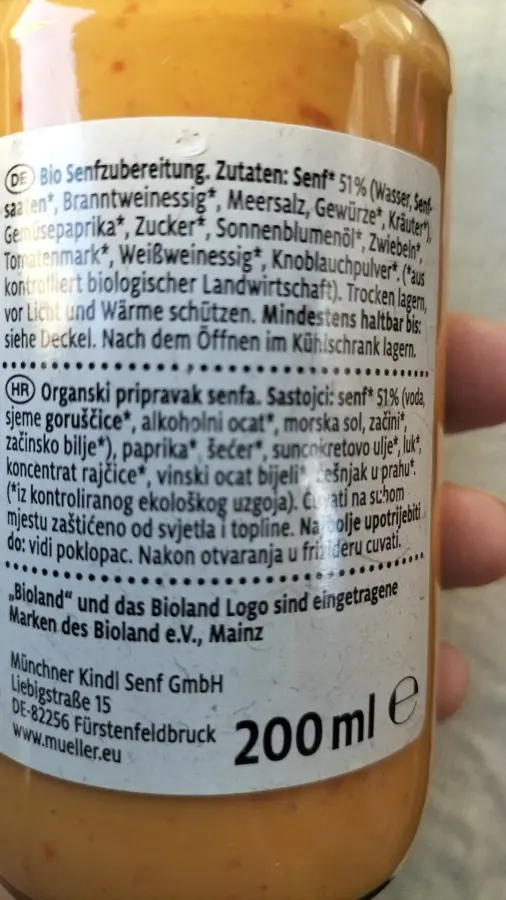 DE Bio Senfzubereitung. Zutaten: Senf* 51% (Wasser, Senf-
saaten*, Branntweinessig*, Meersalz, Gewürze*, Kräuter*),
Gemüsepaprika*, Zucker*, Sonnenblumenöl*, Zwiebeln*,
Tomatenmark*, Weißweinessig*, Knoblauchpulver*. (*aus
kontrolliert biologischer Landwirtschaft). Trocken lagern,
vor Licht und Wärme schützen. Mindestens haltbar bis:
siehe Deckel. Nach dem Öffnen im Kühlschrank lagern.
HR Organski pripravak senfa. Sastojci: senf* 51% (voda,
sjeme goruščice*, alkoholni ocat*, morska sol, začini*,
začinsko bilje*), paprika*, šećer*, suncokretovo ulje*, luk*,
koncentrat rajčice*, vinski ocat bijeli*, češnjak u prahu*.
(*iz kontroliranog ekološkog uzgoja). Čuvati na suhom
mjestu zaštićeno od svjetla i topline. Najbolje upotrijebiti
do: vidi poklopac. Nakon otvaranja u frižideru cuvati.
„Bioland“ und das Bioland Logo sind eingetragene
Marken des Bioland e.V., Mainz
Münchner Kindl Senf GmbH
Liebigstraße 15
DE-82256 Fürstenfeldbruck
www.mueller.eu
200 ml ℮